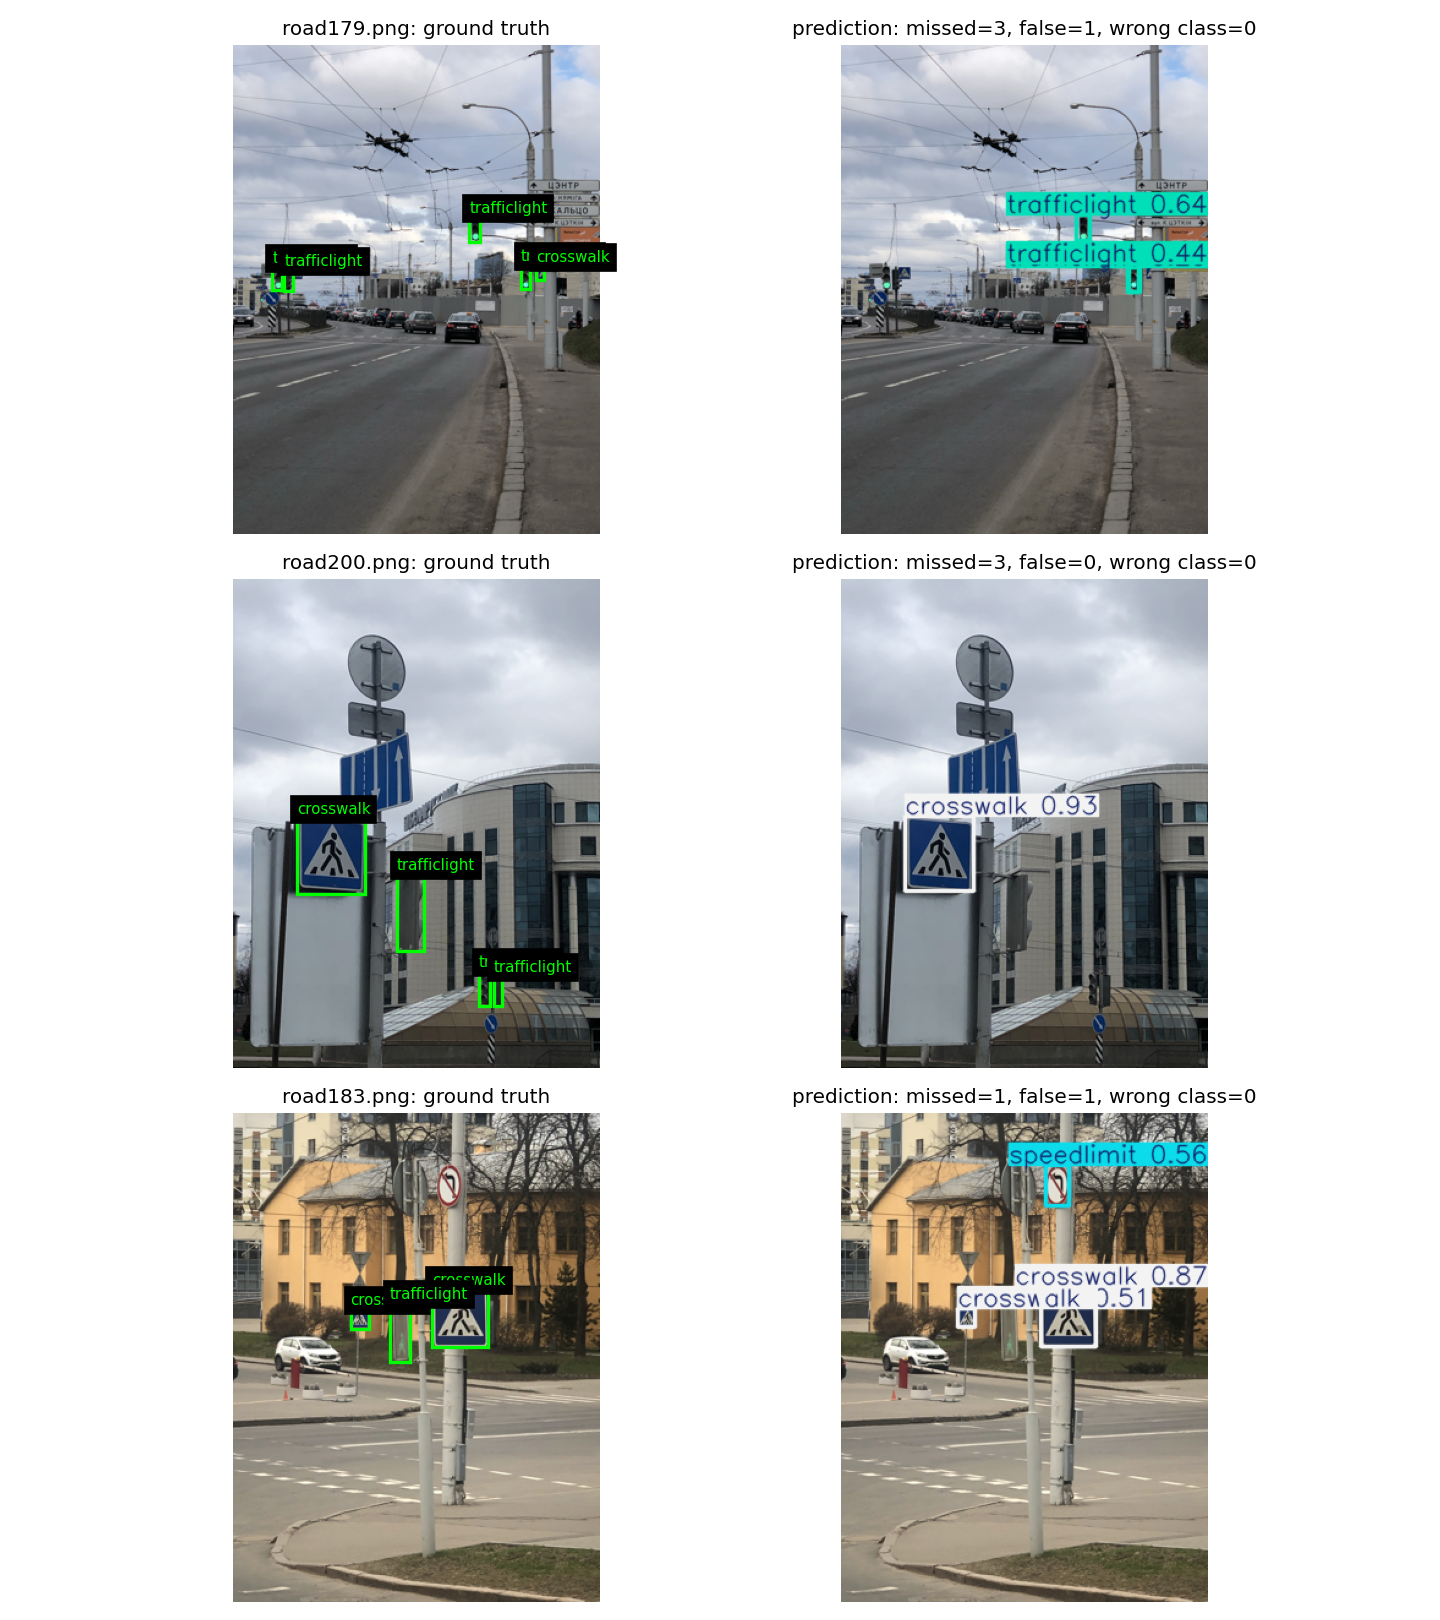 road179.png: ground truth
prediction: missed=3, false=1, wrong class=0
trafficlight
trafficlight
crosswalk
ЦЭНТР
trafficlight 0.64
trafficlight 0.44
ЦЭНТР
road200.png: ground truth
prediction: missed=3, false=0, wrong class=0
crosswalk
trafficlight
trafficlight
crosswalk 0.93
road183.png: ground truth
prediction: missed=1, false=1, wrong class=0
crosswalk
trafficlight
speedlimit 0.56
crosswalk 0.87
crosswalk 0.51